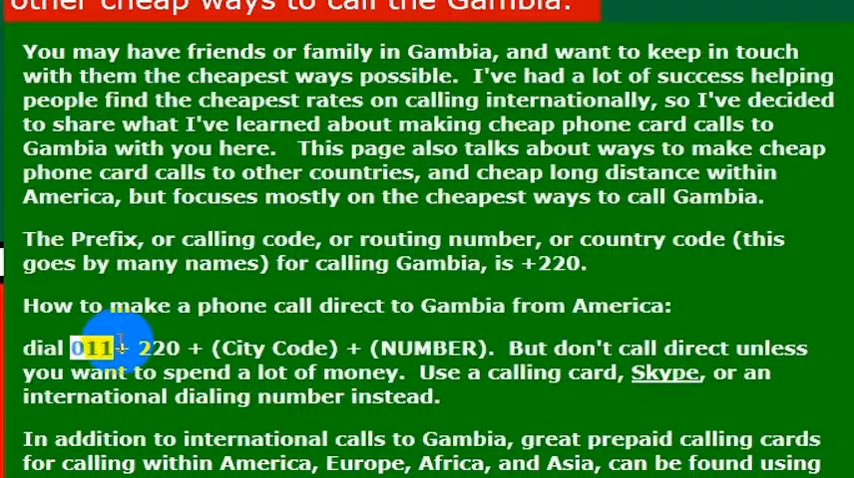 other cheap ways to call the Gambia.
You may have friends or family in Gambia, and want to keep in touch
with them the cheapest ways possible. I've had a lot of success helping
people find the cheapest rates on calling internationally, so I've decided
to share what I've learned about making cheap phone card calls to
Gambia with you here. This page also talks about ways to make cheap
phone card calls to other countries, and cheap long distance within
America, but focuses mostly on the cheapest ways to call Gambia.
The Prefix, or calling code, or routing number, or country code (this
goes by many names) for calling Gambia, is +220.
How to make a phone call direct to Gambia from America:
dial 011+ 220 + (City Code) + (NUMBER). But don't call direct unless
you want to spend a lot of money. Use a calling card, Skype, or an
international dialing number instead.
In addition to international calls to Gambia, great prepaid calling cards
for calling within America, Europe, Africa, and Asia, can be found using